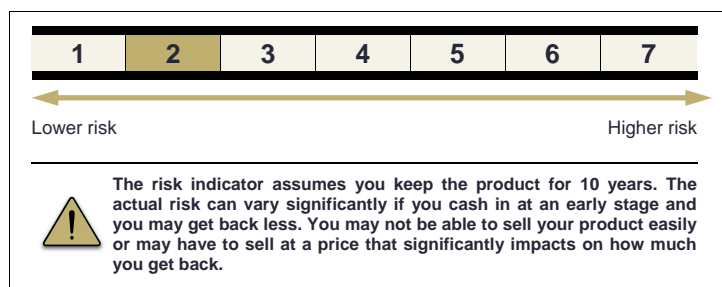 1 2 3 4 5 6 7
Lower risk Higher risk
The risk indicator assumes you keep the product for 10 years. The
actual risk can vary significantly if you cash in at an early stage and
you may get back less. You may not be able to sell your product easily
or may have to sell at a price that significantly impacts on how much
you get back.